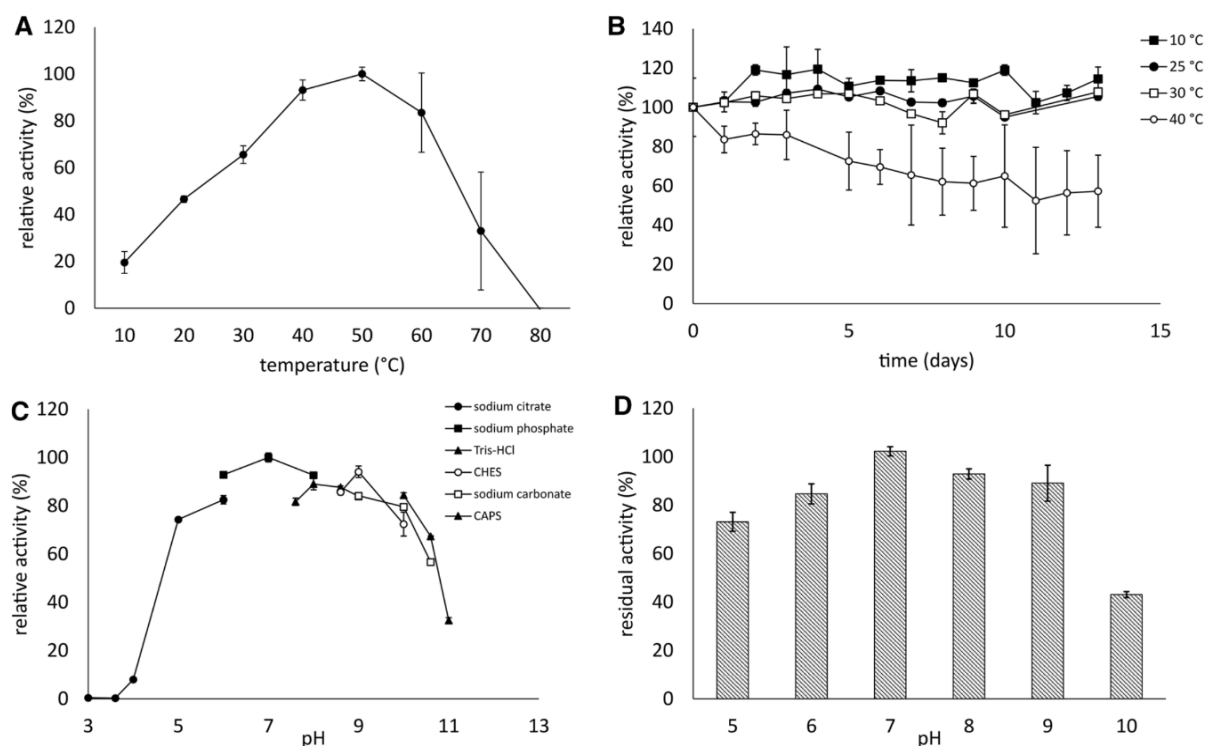 A
relative activity (%)
120
100
80
60
40
20
0
10 20 30 40 50 60 70 80
temperature (°C)
B
relative activity (%)
140
120
100
80
60
40
20
0
0 5 10 15
time (days)
10 °C
25 °C
30 °C
40 °C
C
relative activity (%)
120
100
80
60
40
20
0
3 5 7 9 11 13
pH
sodium citrate
sodium phosphate
Tris-HCl
CHES
sodium carbonate
CAPS
D
residual activity (%)
120
100
80
60
40
20
0
5 6 7 8 9 10
pH